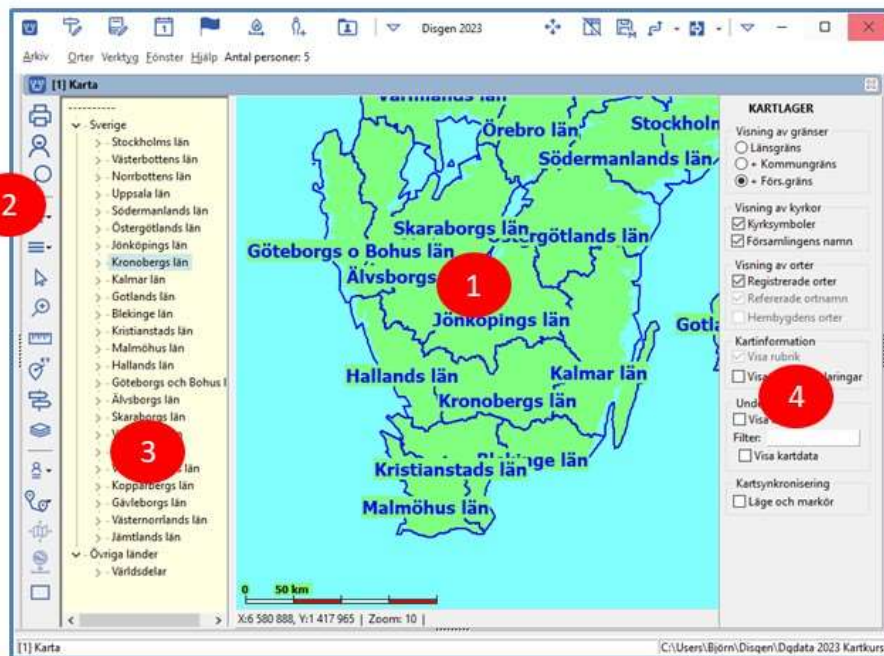 1
Disgen 2023
Arkiv Orter Verktyg Fönster Hjälp Antal personer: 5
[1] Karta
----------
Sverige
Stockholms län
Västerbottens län
Norrbottens län
Uppsala län
Södermanlands län
Östergötlands län
Jönköpings län
Kronobergs län
Kalmar län
Gotlands län
Blekinge län
Kristianstads län
Malmöhus län
Hallands län
Göteborgs och Bohus l
Älvsborgs län
Skaraborgs län
län
Kopparbergs län
Gävleborgs län
Västernorrlands län
Jämtlands län
Övriga länder
Världsdelar
2
3
Värmlands län
Örebro län
Stockholm
Södermanlands län
Skaraborgs län
Östergötlands län
Göteborgs o Bohus län
Älvsborgs
1
Jönköpings län
Gotla
Hallands län
Kalmar län
Kronobergs län
Blekinge län
Kristianstads län
Malmöhus län
0 50 km
X:6 580 888, Y:1 417 965 | Zoom: 10 |
KARTLAGER
Visning av gränser
Länsgräns
+ Kommungräns
+ Förs.gräns
Visning av kyrkor
Kyrksymboler
Församlingens namn
Visning av orter
Registrerade orter
Refererade ortnamn
Hembygdens orter
Kartinformation
Visa rubrik
Visa
4
Visa
Filter:
Visa kartdata
Kartsynkronisering
Läge och markör
[1] Karta
C:\Users\Björn\Disgen\Dgdata 2023 Kartkurs